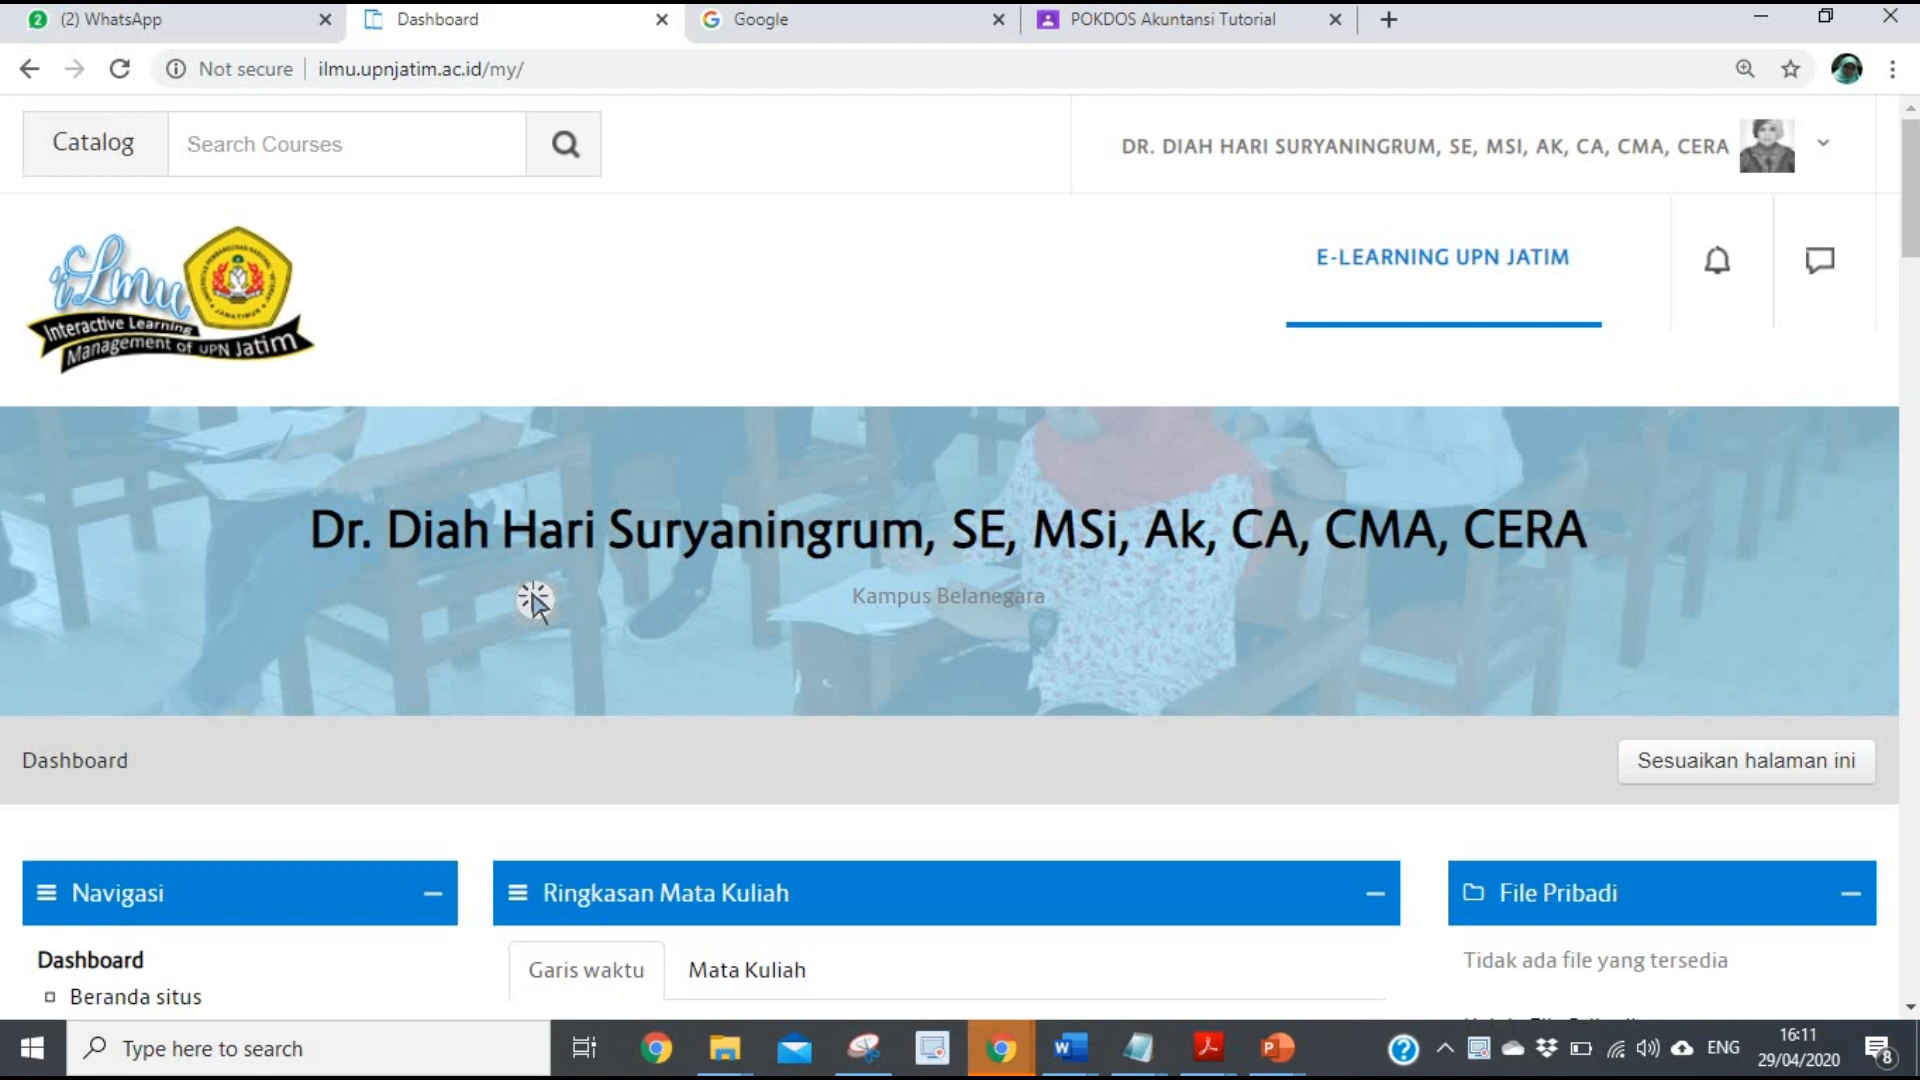 (2) WhatsApp
Dashboard
Google
POKDOS Akuntansi Tutorial
Not secure
ilmu.upnjatim.ac.id/my/
Catalog
Search Courses
DR. DIAH HARI SURYANINGRUM, SE, MSI, AK, CA, CMA, CERA
iLmu
Interactive Learning
Management of UPN Jatim
E-LEARNING UPN JATIM
Dr. Diah Hari Suryaningrum, SE, MSi, Ak, CA, CMA, CERA
Kampus Belanegara
Dashboard
Sesuaikan halaman ini
Navigasi
Ringkasan Mata Kuliah
File Pribadi
Dashboard
Beranda situs
Garis waktu
Mata Kuliah
Tidak ada file yang tersedia
Type here to search
ENG
16:11
29/04/2020
8